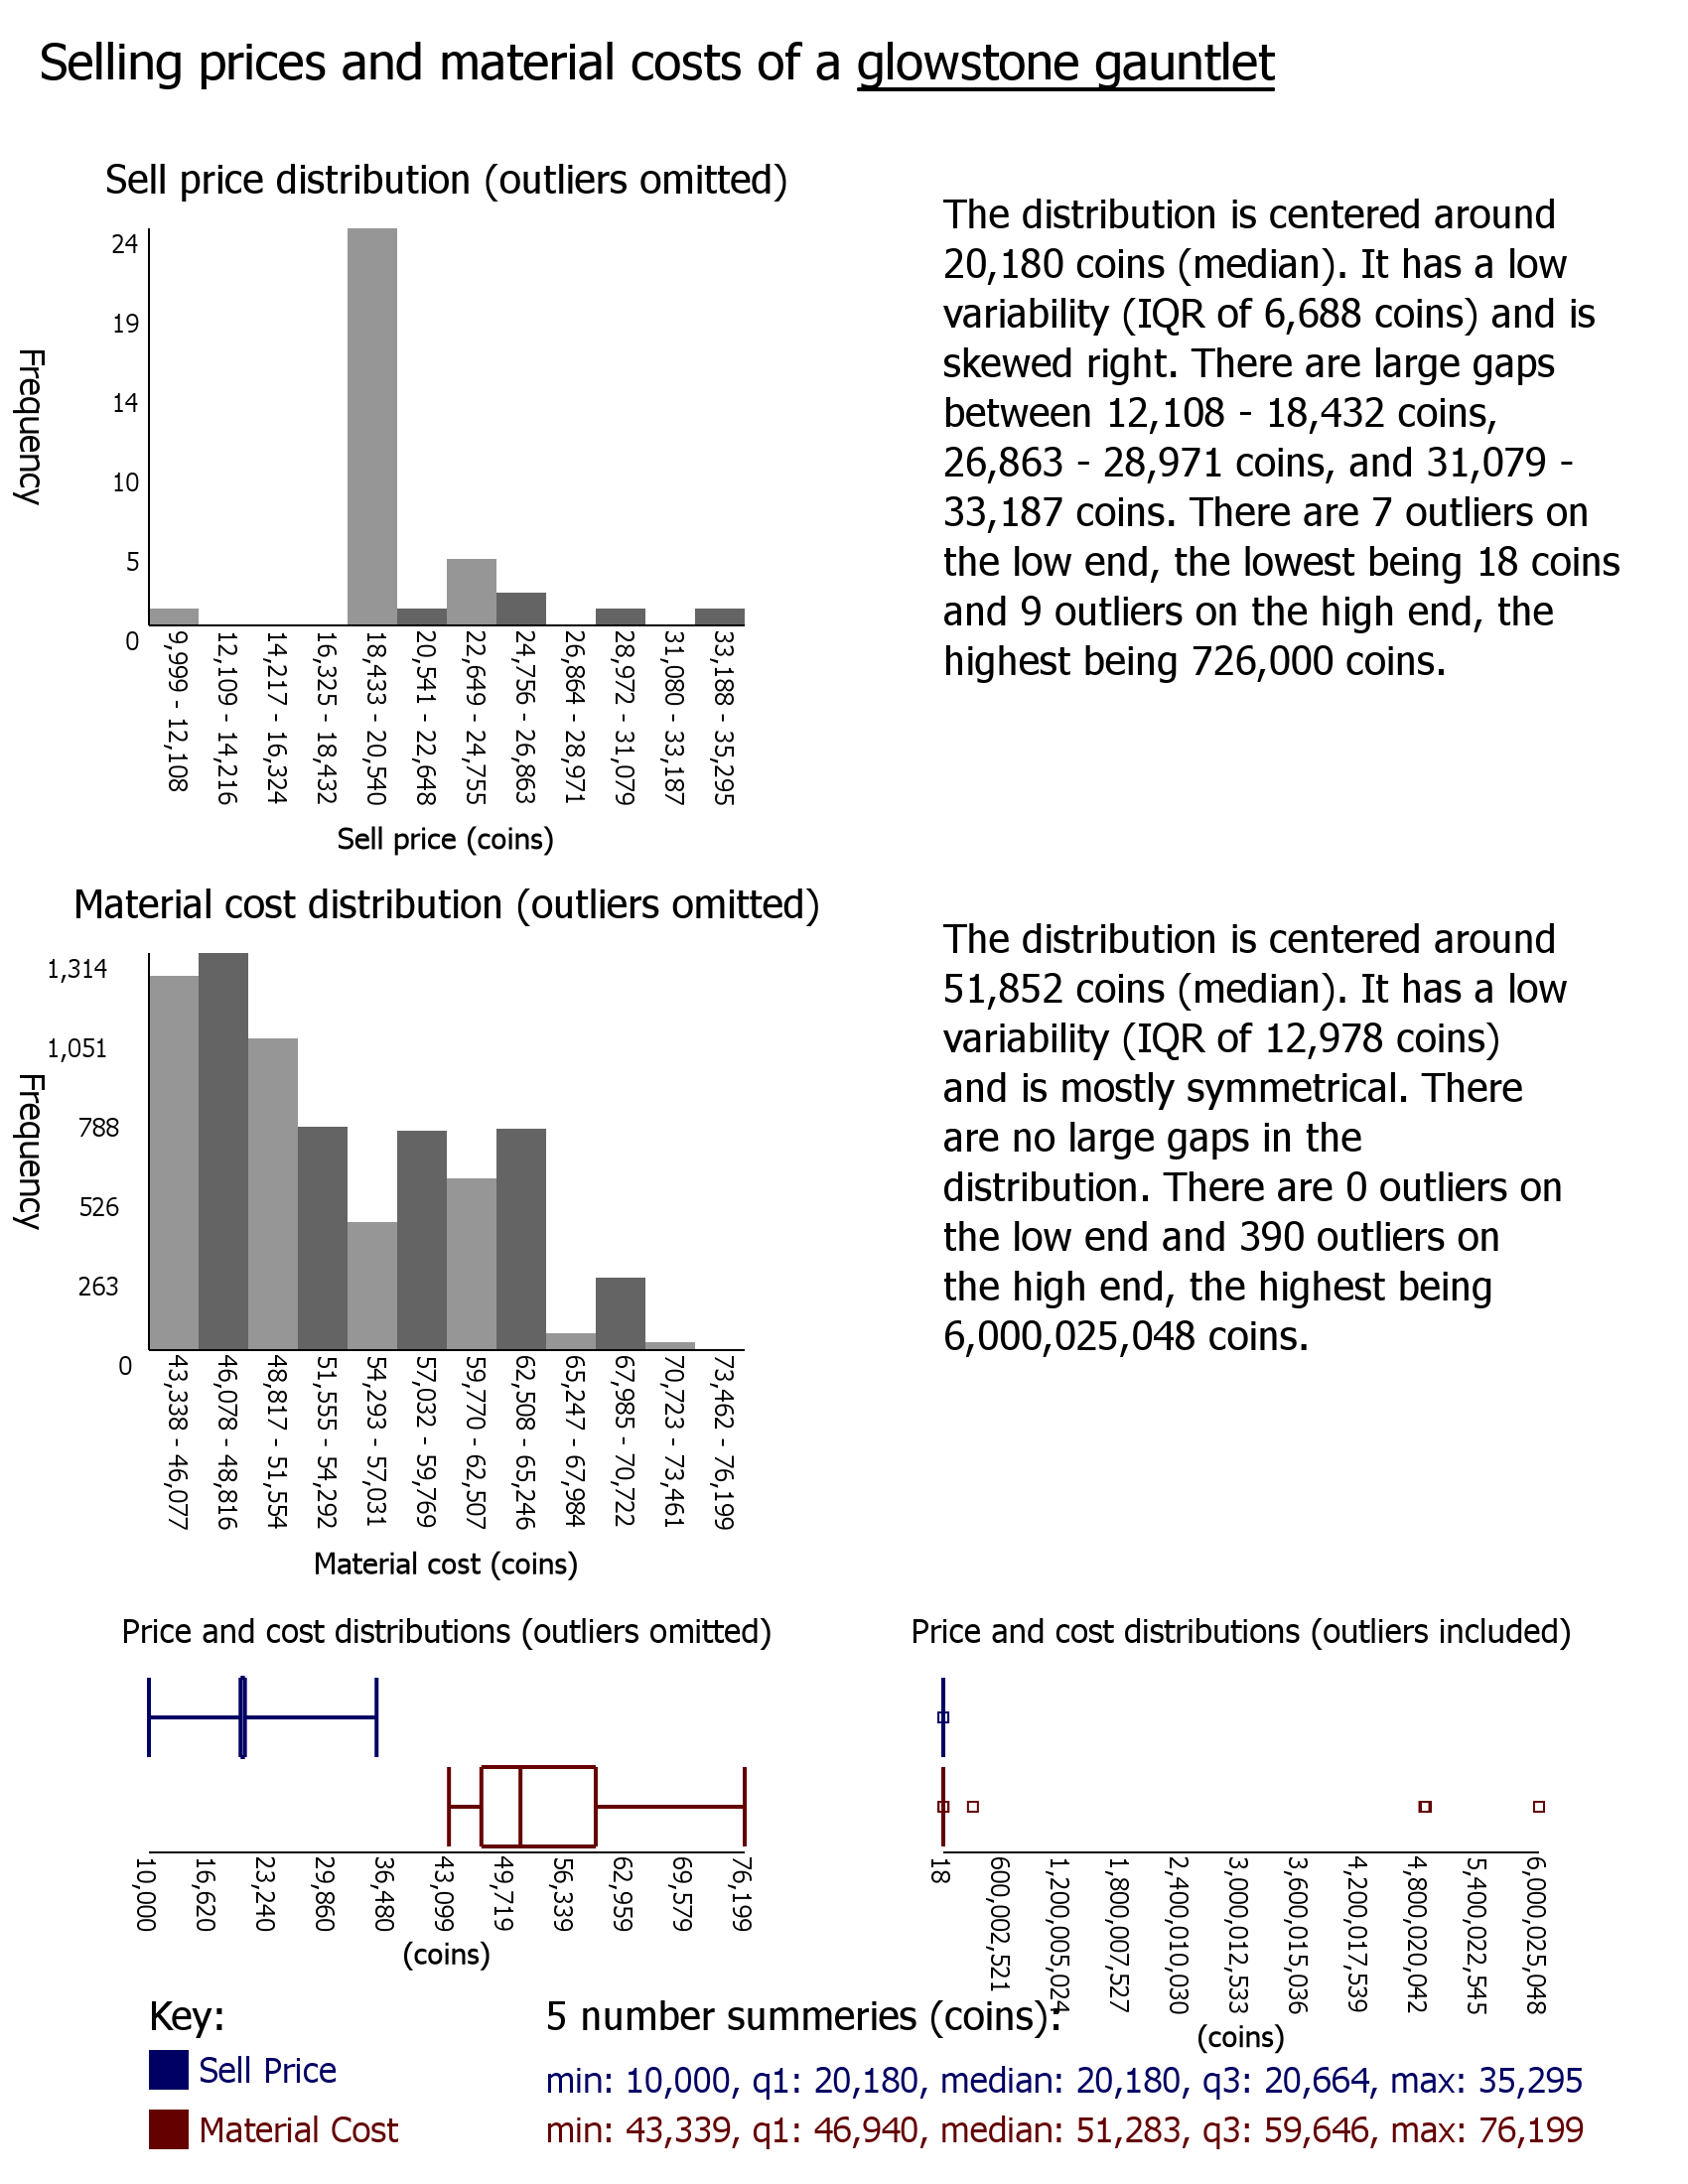 Selling prices and material costs of a glowstone gauntlet
Sell price distribution (outliers omitted)
Frequency
24
19
14
10
5
0
9,999 - 12,108
12,109 - 14,216
14,217 - 16,324
16,325 - 18,432
18,433 - 20,540
20,541 - 22,648
22,649 - 24,755
24,756 - 26,863
26,864 - 28,971
28,972 - 31,079
31,080 - 33,187
33,188 - 35,295
Sell price (coins)
The distribution is centered around
20,180 coins (median). It has a low
variability (IQR of 6,688 coins) and is
skewed right. There are large gaps
between 12,108 - 18,432 coins,
26,863 - 28,971 coins, and 31,079 -
33,187 coins. There are 7 outliers on
the low end, the lowest being 18 coins
and 9 outliers on the high end, the
highest being 726,000 coins.
Material cost distribution (outliers omitted)
Frequency
1,314
1,051
788
526
263
0
43,338 - 46,077
46,078 - 48,816
48,817 - 51,554
51,555 - 54,292
54,293 - 57,031
57,032 - 59,769
59,770 - 62,507
62,508 - 65,246
65,247 - 67,984
67,985 - 70,722
70,723 - 73,461
73,462 - 76,199
Material cost (coins)
The distribution is centered around
51,852 coins (median). It has a low
variability (IQR of 12,978 coins)
and is mostly symmetrical. There
are no large gaps in the
distribution. There are 0 outliers on
the low end and 390 outliers on
the high end, the highest being
6,000,025,048 coins.
Price and cost distributions (outliers omitted)
10,000
16,620
23,240
29,860
36,480
43,099
49,719
56,339
62,959
69,579
76,199
(coins)
Price and cost distributions (outliers included)
18
600,002,521
1,200,005,024
1,800,007,527
2,400,010,030
3,000,012,533
3,600,015,036
4,200,017,539
4,800,020,042
5,400,022,545
6,000,025,048
(coins)
Key:
Sell Price
Material Cost
5 number summeries (coins):
min: 10,000, q1: 20,180, median: 20,180, q3: 20,664, max: 35,295
min: 43,339, q1: 46,940, median: 51,283, q3: 59,646, max: 76,199